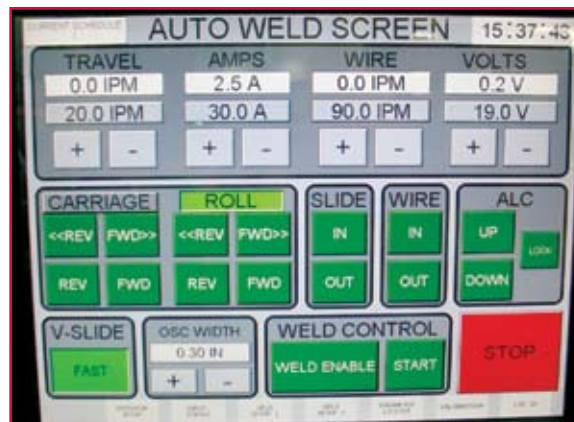 CURRENT SCHEDULE AUTO WELD SCREEN 15:37:43
TRAVEL AMPS WIRE VOLTS
0.0 IPM 2.5 A 0.0 IPM 0.2 V
20.0 IPM 30.0 A 90.0 IPM 19.0 V
+ - + - + - + -
CARRIAGE ROLL SLIDE WIRE ALC
<<REV FWD>> <<REV FWD>> IN IN UP LOCK
REV FWD REV FWD OUT OUT DOWN
V-SLIDE OSC WIDTH WELD CONTROL
FAST 0.30 IN WELD ENABLE START STOP
+ -